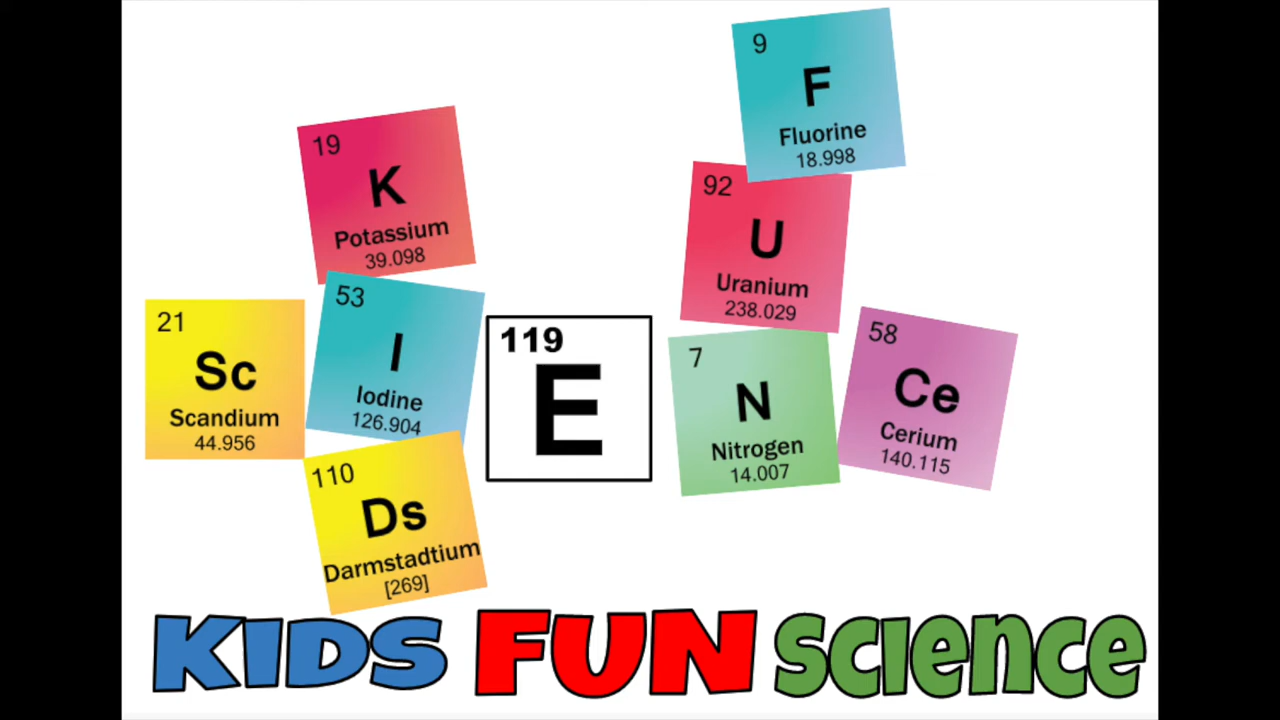 9
F
Fluorine
18.998
19
K
Potassium
39.098
92
U
Uranium
238.029
21
Sc
Scandium
44.956
53
I
Iodine
126.904
119
E
7
N
Nitrogen
14.007
58
Ce
Cerium
140.115
110
Ds
Darmstadtium
[269]
KIDS FUN SCIENCE